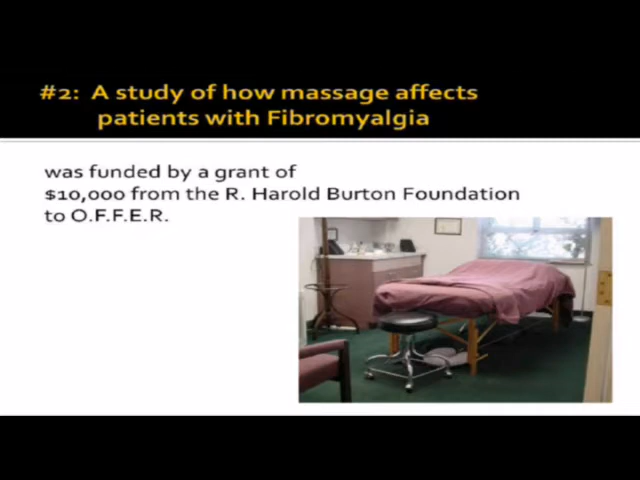 #2: A study of how massage affects
patients with Fibromyalgia
was funded by a grant of
$10,000 from the R. Harold Burton Foundation
to O.F.F.E.R.